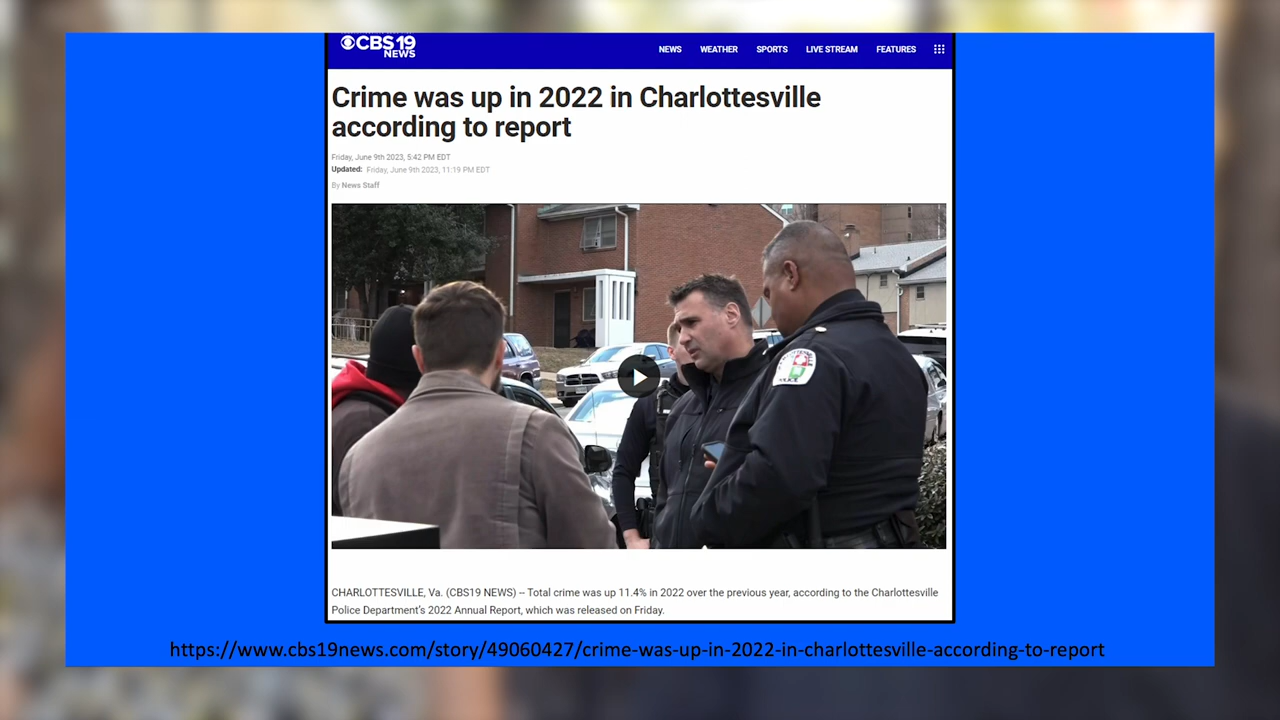 CBS19
NEWS
NEWS WEATHER SPORTS LIVE STREAM FEATURES
Crime was up in 2022 in Charlottesville
according to report
Friday, June 9th 2023, 5:42 PM EDT
Updated: Friday, June 9th 2023, 11:19 PM EDT
By News Staff
POLICE
CHARLOTTESVILLE, Va. (CBS19 NEWS) -- Total crime was up 11.4% in 2022 over the previous year, according to the Charlottesville
Police Department's 2022 Annual Report, which was released on Friday.
https://www.cbs19news.com/story/49060427/crime-was-up-in-2022-in-charlottesville-according-to-report